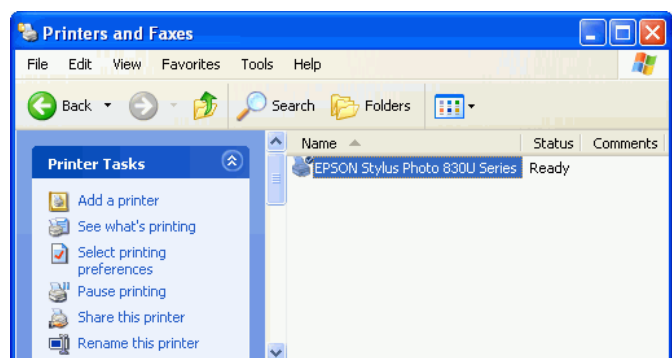 Printers and Faxes
File Edit View Favorites Tools Help
Back Search Folders
Name Status Comments
Printer Tasks
EPSON Stylus Photo 830U Series Ready
Add a printer
See what's printing
Select printing
preferences
Pause printing
Share this printer
Rename this printer